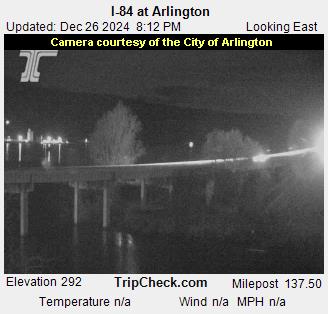 I-84 at Arlington
Updated: Dec 26 2024 8:12 PM Looking East
Camera courtesy of the City of Arlington
Elevation 292 TripCheck.com Milepost 137.50
Temperature n/a Wind n/a MPH n/a